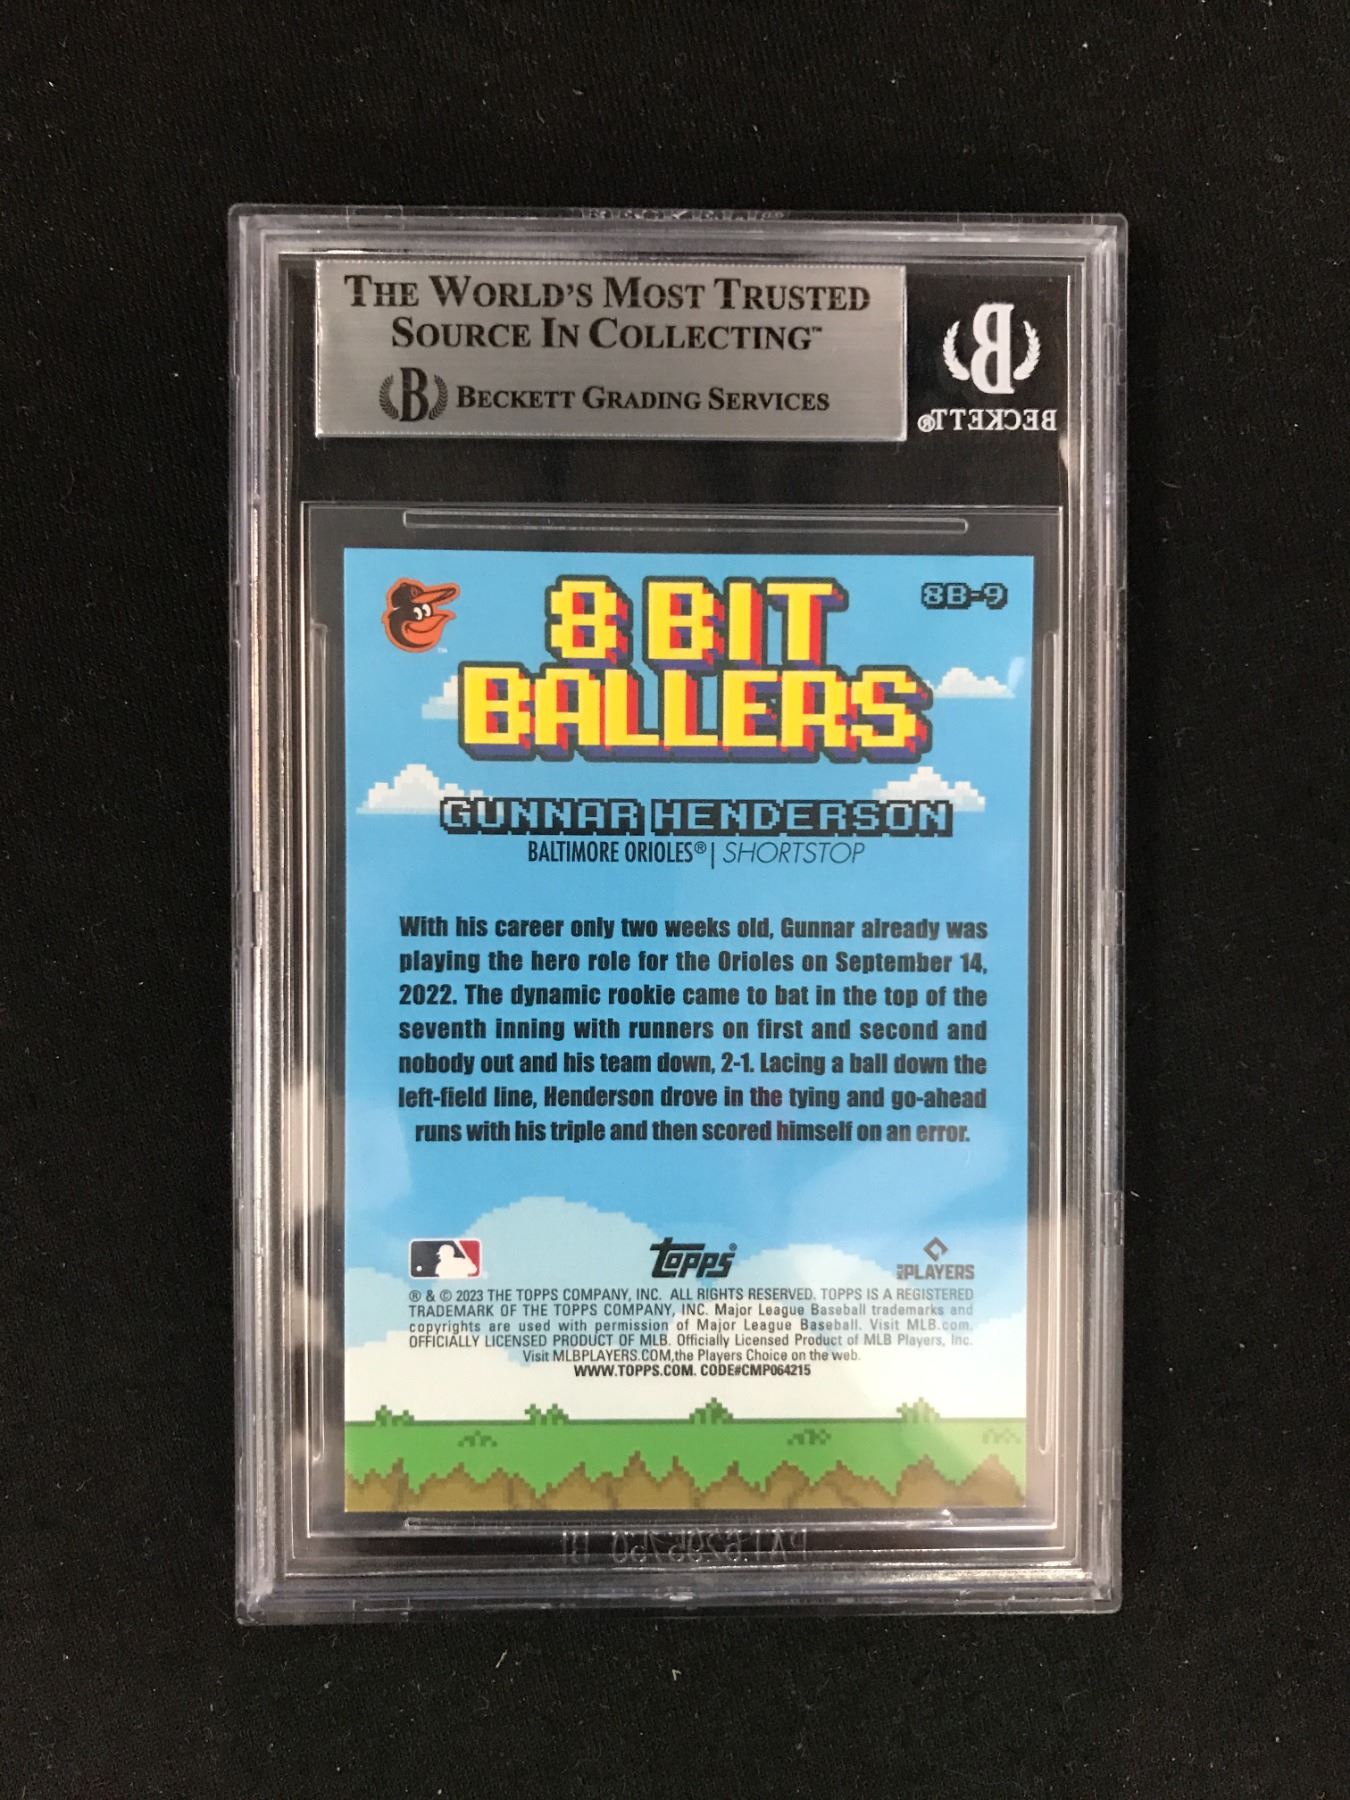 THE WORLD'S MOST TRUSTED
SOURCE IN COLLECTING™
B BECKETT GRADING SERVICES
B
BECKETT®
8 BIT
BALLERS
8B-9
GUNNAR HENDERSON
BALTIMORE ORIOLES® | SHORTSTOP
With his career only two weeks old, Gunnar already was
playing the hero role for the Orioles on September 14,
2022. The dynamic rookie came to bat in the top of the
seventh inning with runners on first and second and
nobody out and his team down, 2-1. Lacing a ball down the
left-field line, Henderson drove in the tying and go-ahead
runs with his triple and then scored himself on an error.
Topps®
MLB PLAYERS
® & © 2023 THE TOPPS COMPANY, INC. ALL RIGHTS RESERVED. TOPPS IS A REGISTERED
TRADEMARK OF THE TOPPS COMPANY, INC. Major League Baseball trademarks and
copyrights are used with permission of Major League Baseball. Visit MLB.com.
OFFICIALLY LICENSED PRODUCT OF MLB. Officially Licensed Product of MLB Players, Inc.
Visit MLBPLAYERS.COM,the Players Choice on the web.
WWW.TOPPS.COM. CODE#CMP064215